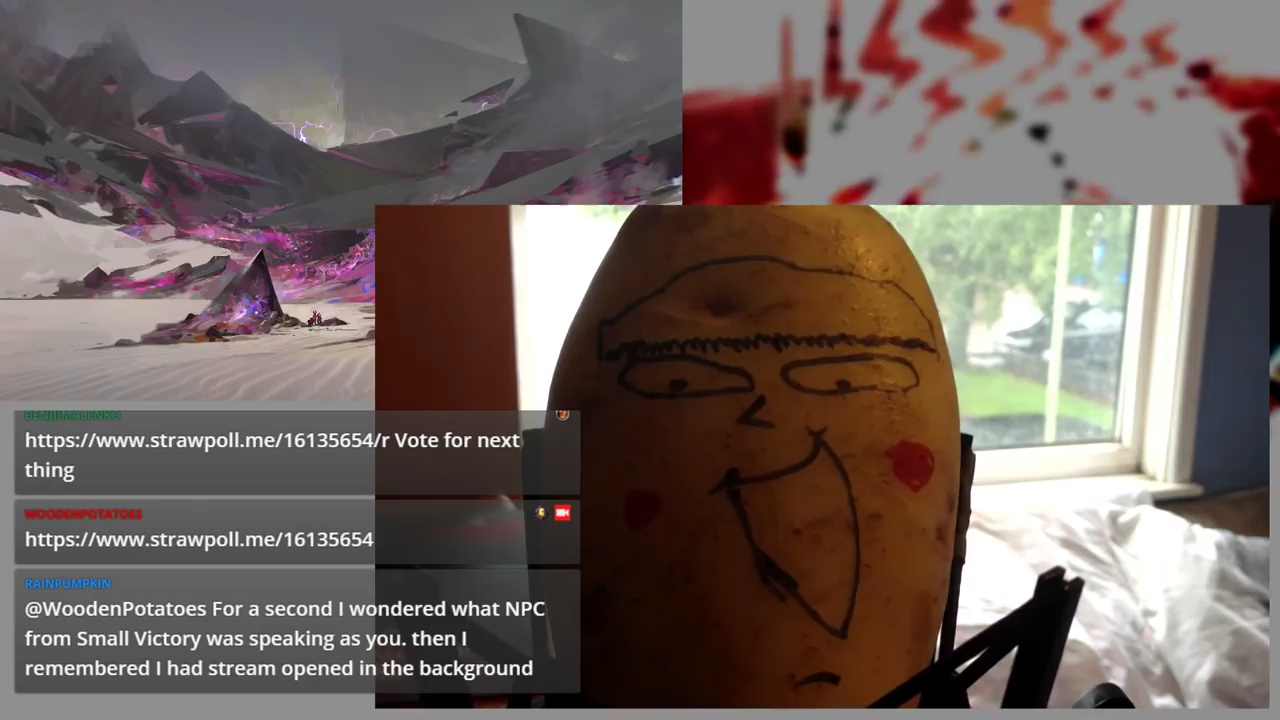 BENJIMALENKO
https://www.strawpoll.me/16135654/r Vote for next
thing
WOODENPOTATOES
https://www.strawpoll.me/16135654
RAINPUMPKIN
@WoodenPotatoes For a second I wondered what NPC
from Small Victory was speaking as you. then I
remembered I had stream opened in the background